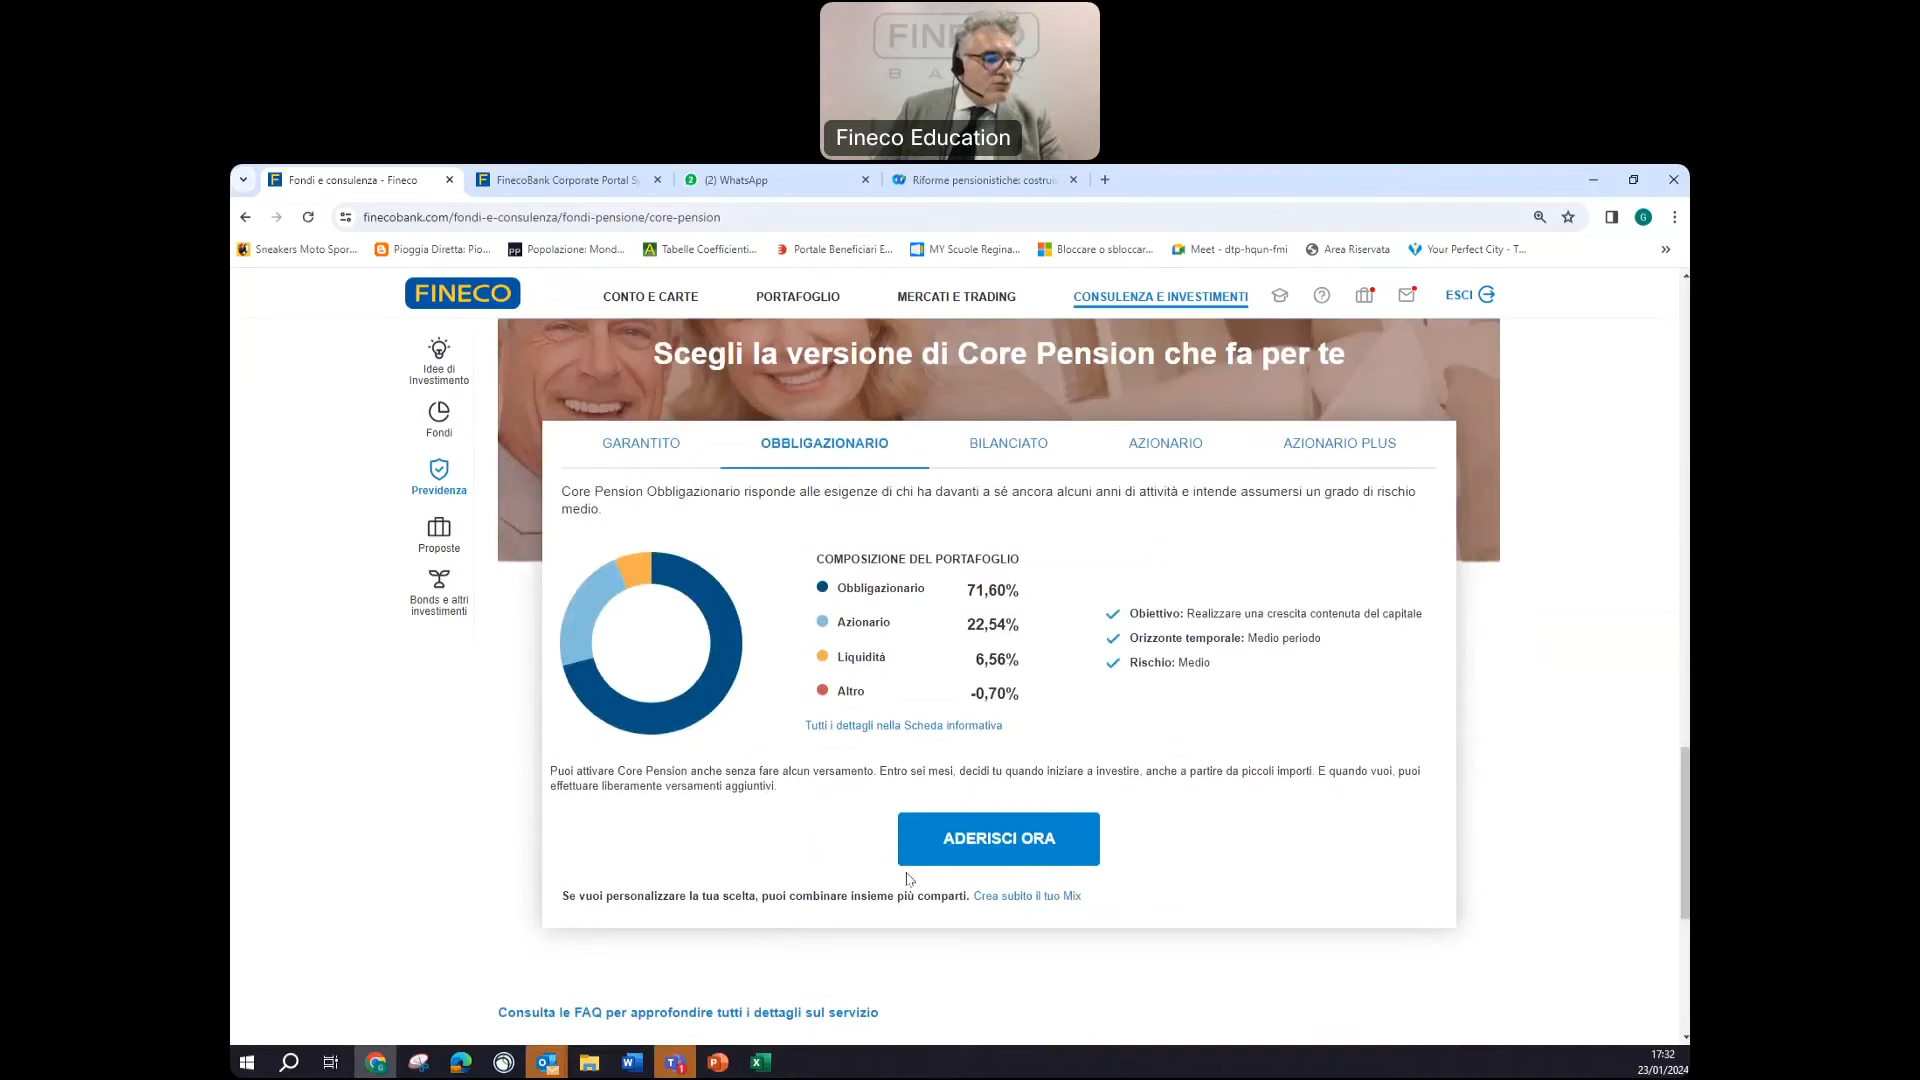 FINECO
BANK
Fineco Education
Fondi e consulenza - Fineco
FinecoBank Corporate Portal Sy
(2) WhatsApp
Riforme pensionistiche: costrui
finecobank.com/fondi-e-consulenza/fondi-pensione/core-pension
G
Sneakers Moto Spor...
Pioggia Diretta: Pio...
Popolazione: Mond...
Tabelle Coefficienti...
Portale Beneficiari E...
MY Scuole Regina...
Bloccare o sbloccar...
Meet - dtp-hqun-fmi
Area Riservata
Your Perfect City - T...
FINECO
CONTO E CARTE
PORTAFOGLIO
MERCATI E TRADING
CONSULENZA E INVESTIMENTI
ESCI
Idee di
Investimento
Fondi
Previdenza
Proposte
Bonds e altri
investimenti
Scegli la versione di Core Pension che fa per te
GARANTITO
OBBLIGAZIONARIO
BILANCIATO
AZIONARIO
AZIONARIO PLUS
Core Pension Obbligazionario risponde alle esigenze di chi ha davanti a sé ancora alcuni anni di attività e intende assumersi un grado di rischio
medio.
COMPOSIZIONE DEL PORTAFOGLIO
Obbligazionario 71,60%
Azionario 22,54%
Liquidità 6,56%
Altro -0,70%
Tutti i dettagli nella Scheda informativa
Obiettivo: Realizzare una crescita contenuta del capitale
Orizzonte temporale: Medio periodo
Rischio: Medio
Puoi attivare Core Pension anche senza fare alcun versamento. Entro sei mesi, decidi tu quando iniziare a investire, anche a partire da piccoli importi. E quando vuoi, puoi
effettuare liberamente versamenti aggiuntivi.
ADERISCI ORA
Se vuoi personalizzare la tua scelta, puoi combinare insieme più comparti. Crea subito il tuo Mix
Consulta le FAQ per approfondire tutti i dettagli sul servizio
17:32
23/01/2024